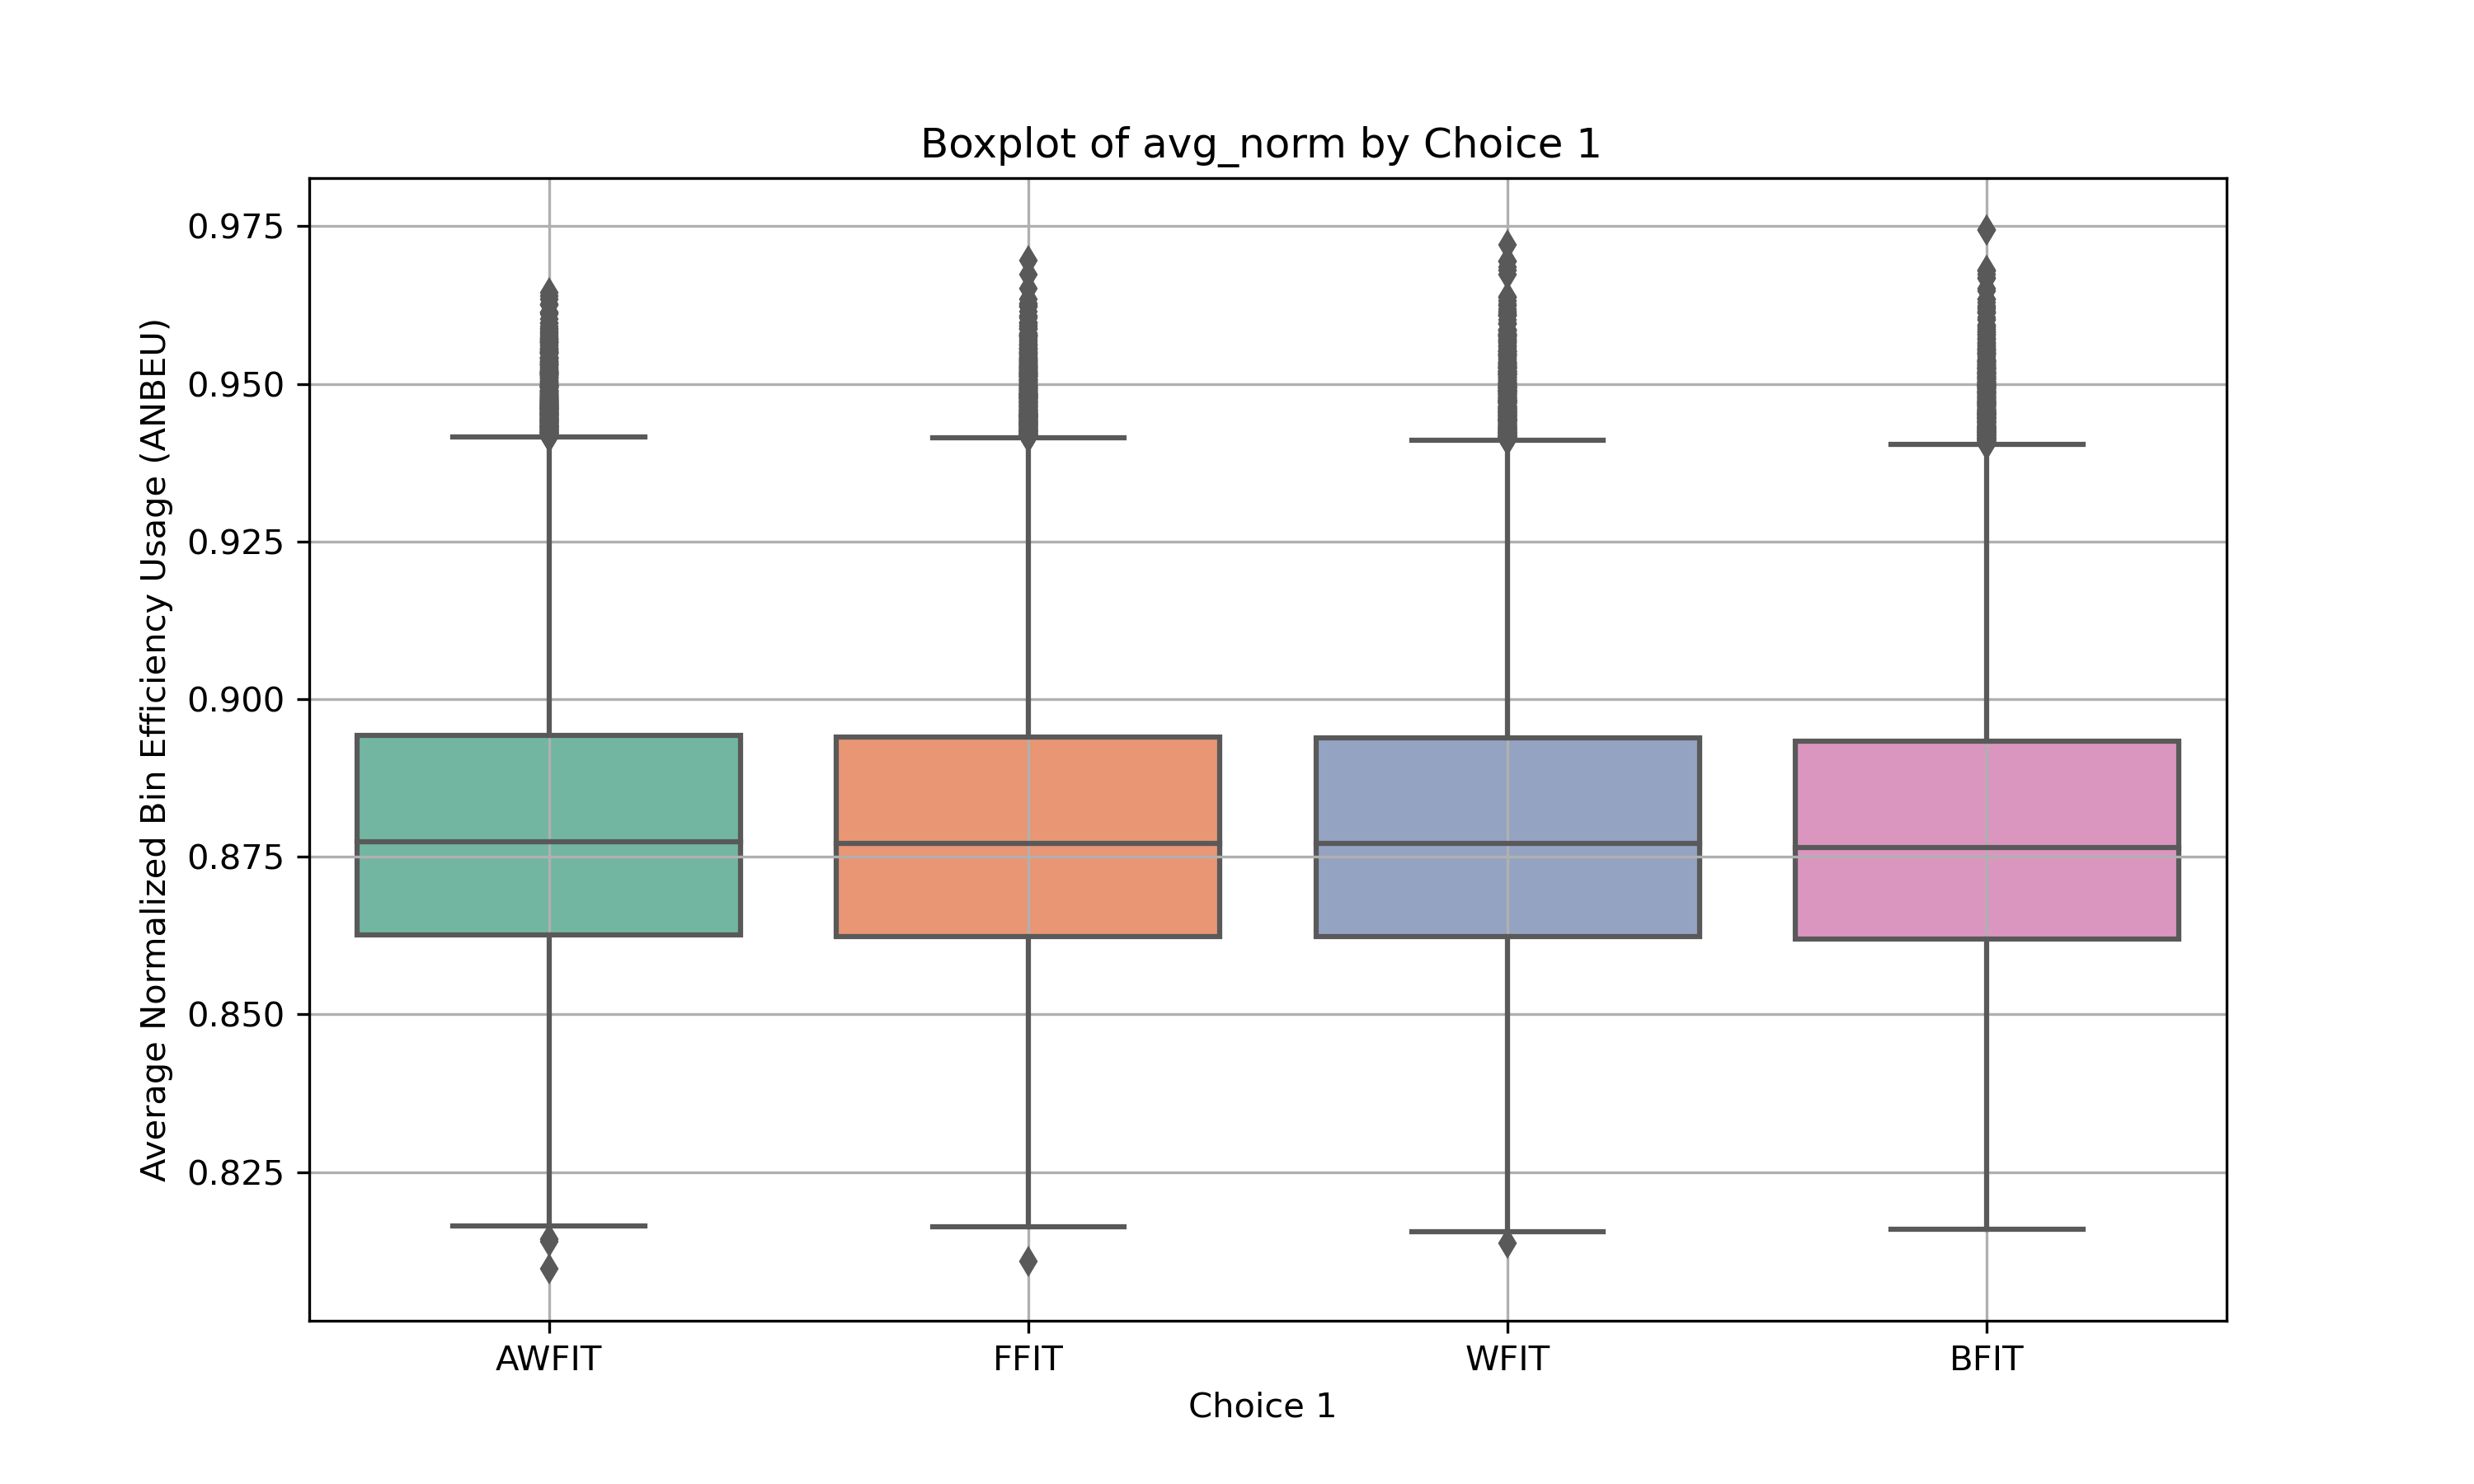 Boxplot of avg_norm by Choice 1
Average Normalized Bin Efficiency Usage (ANBEU)
0.975
0.950
0.925
0.900
0.875
0.850
0.825
AWFIT
FFIT
WFIT
BFIT
Choice 1